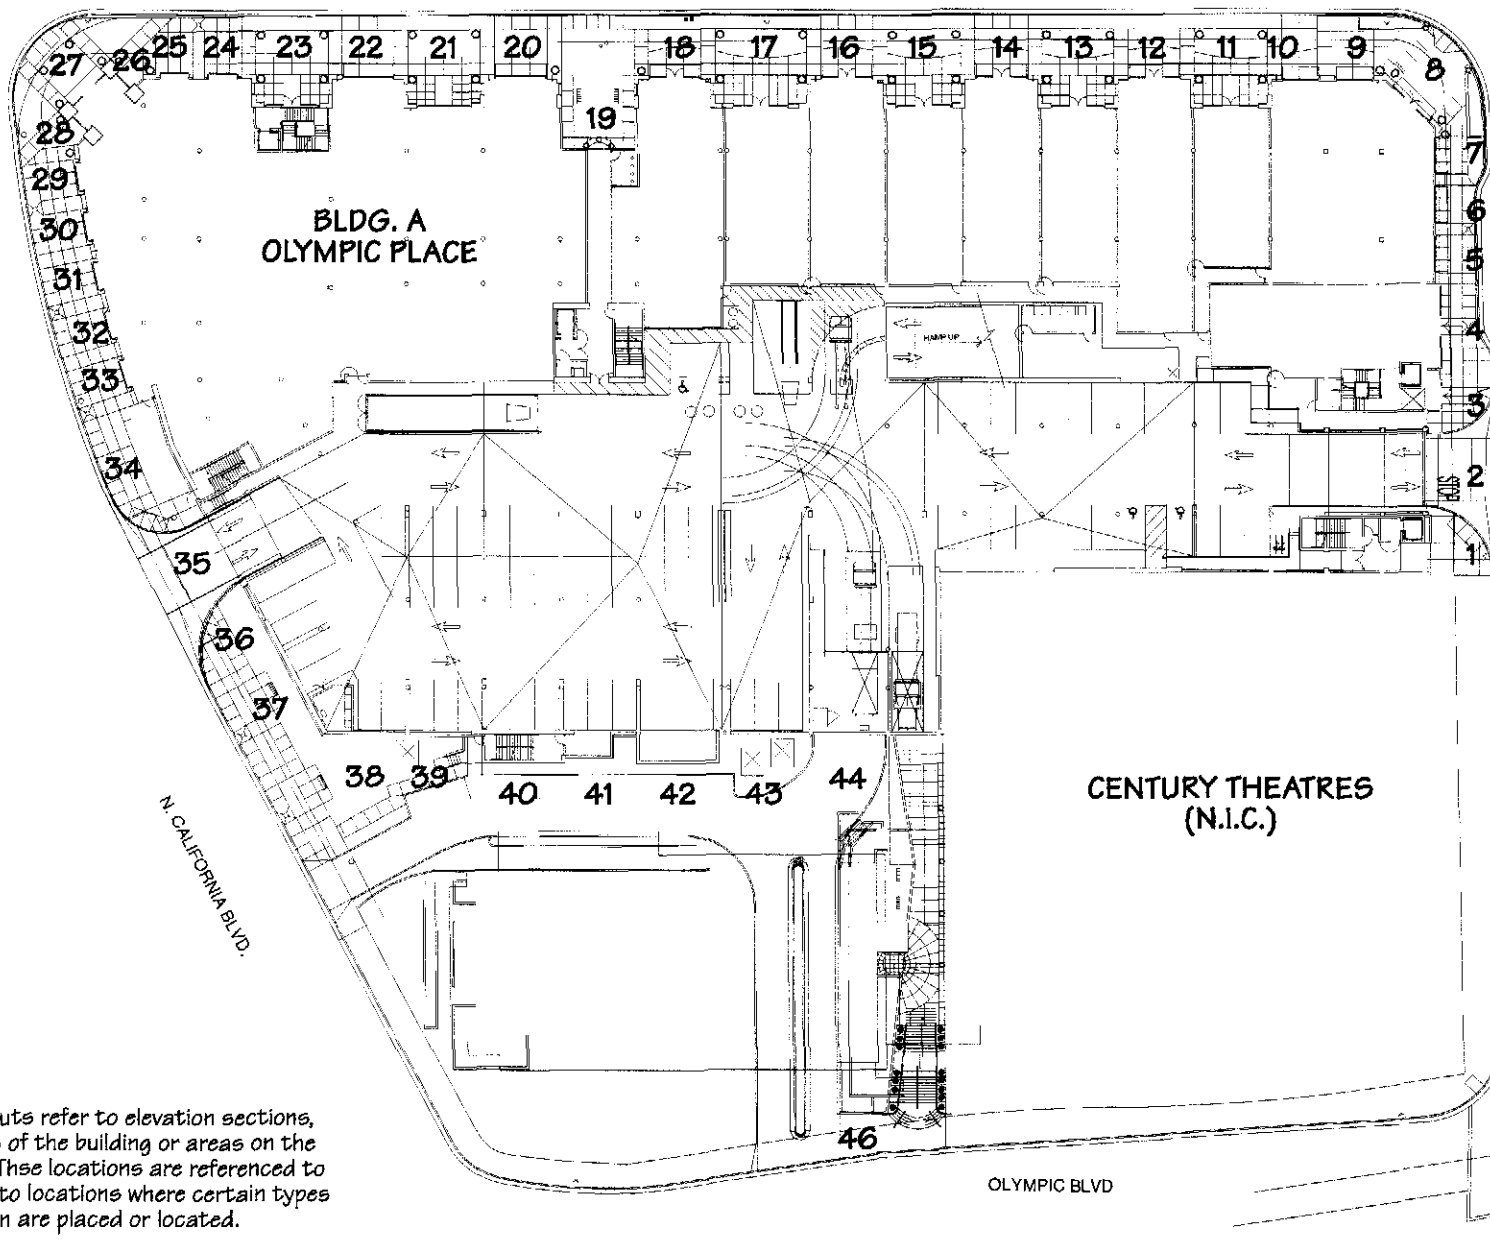 25 24 23 22 21 20 18 17 16 15 14 13 12 11 10 9
27 26 8
19
28
7
29
BLDG. A
OLYMPIC PLACE
30
6
31
5
32
4
33
3
34
2
35
1
36
37
38 39 40 41 42 43 44
CENTURY THEATRES
(N.I.C.)
N. CALIFORNIA BLVD.
uts refer to elevation sections,
of the building or areas on the
Thse locations are referenced to
to locations where certain types
n are placed or located.
46
OLYMPIC BLVD